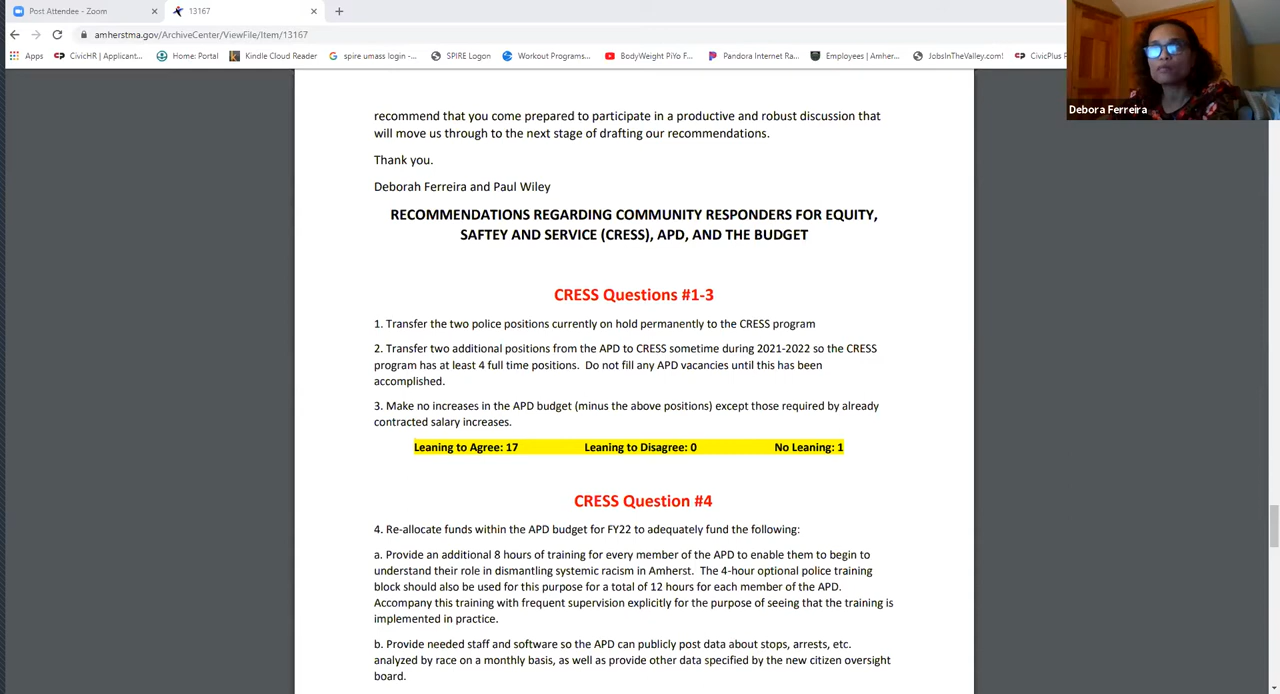 Post Attendee - Zoom
13167
amherstma.gov/ArchiveCenter/ViewFile/Item/13167
Apps CivicHR | Applicant... Home: Portal Kindle Cloud Reader spire umass login -... SPIRE Logon Workout Programs... BodyWeight PiYo F... Pandora Internet Ra... Employees | Amher... JobsInTheValley.com! CivicPlus P
Debora Ferreira
recommend that you come prepared to participate in a productive and robust discussion that
will move us through to the next stage of drafting our recommendations.
Thank you.
Deborah Ferreira and Paul Wiley
RECOMMENDATIONS REGARDING COMMUNITY RESPONDERS FOR EQUITY,
SAFTEY AND SERVICE (CRESS), APD, AND THE BUDGET
CRESS Questions #1-3
1. Transfer the two police positions currently on hold permanently to the CRESS program
2. Transfer two additional positions from the APD to CRESS sometime during 2021-2022 so the CRESS
program has at least 4 full time positions. Do not fill any APD vacancies until this has been
accomplished.
3. Make no increases in the APD budget (minus the above positions) except those required by already
contracted salary increases.
Leaning to Agree: 17 Leaning to Disagree: 0 No Leaning: 1
CRESS Question #4
4. Re-allocate funds within the APD budget for FY22 to adequately fund the following:
a. Provide an additional 8 hours of training for every member of the APD to enable them to begin to
understand their role in dismantling systemic racism in Amherst. The 4-hour optional police training
block should also be used for this purpose for a total of 12 hours for each member of the APD.
Accompany this training with frequent supervision explicitly for the purpose of seeing that the training is
implemented in practice.
b. Provide needed staff and software so the APD can publicly post data about stops, arrests, etc.
analyzed by race on a monthly basis, as well as provide other data specified by the new citizen oversight
board.